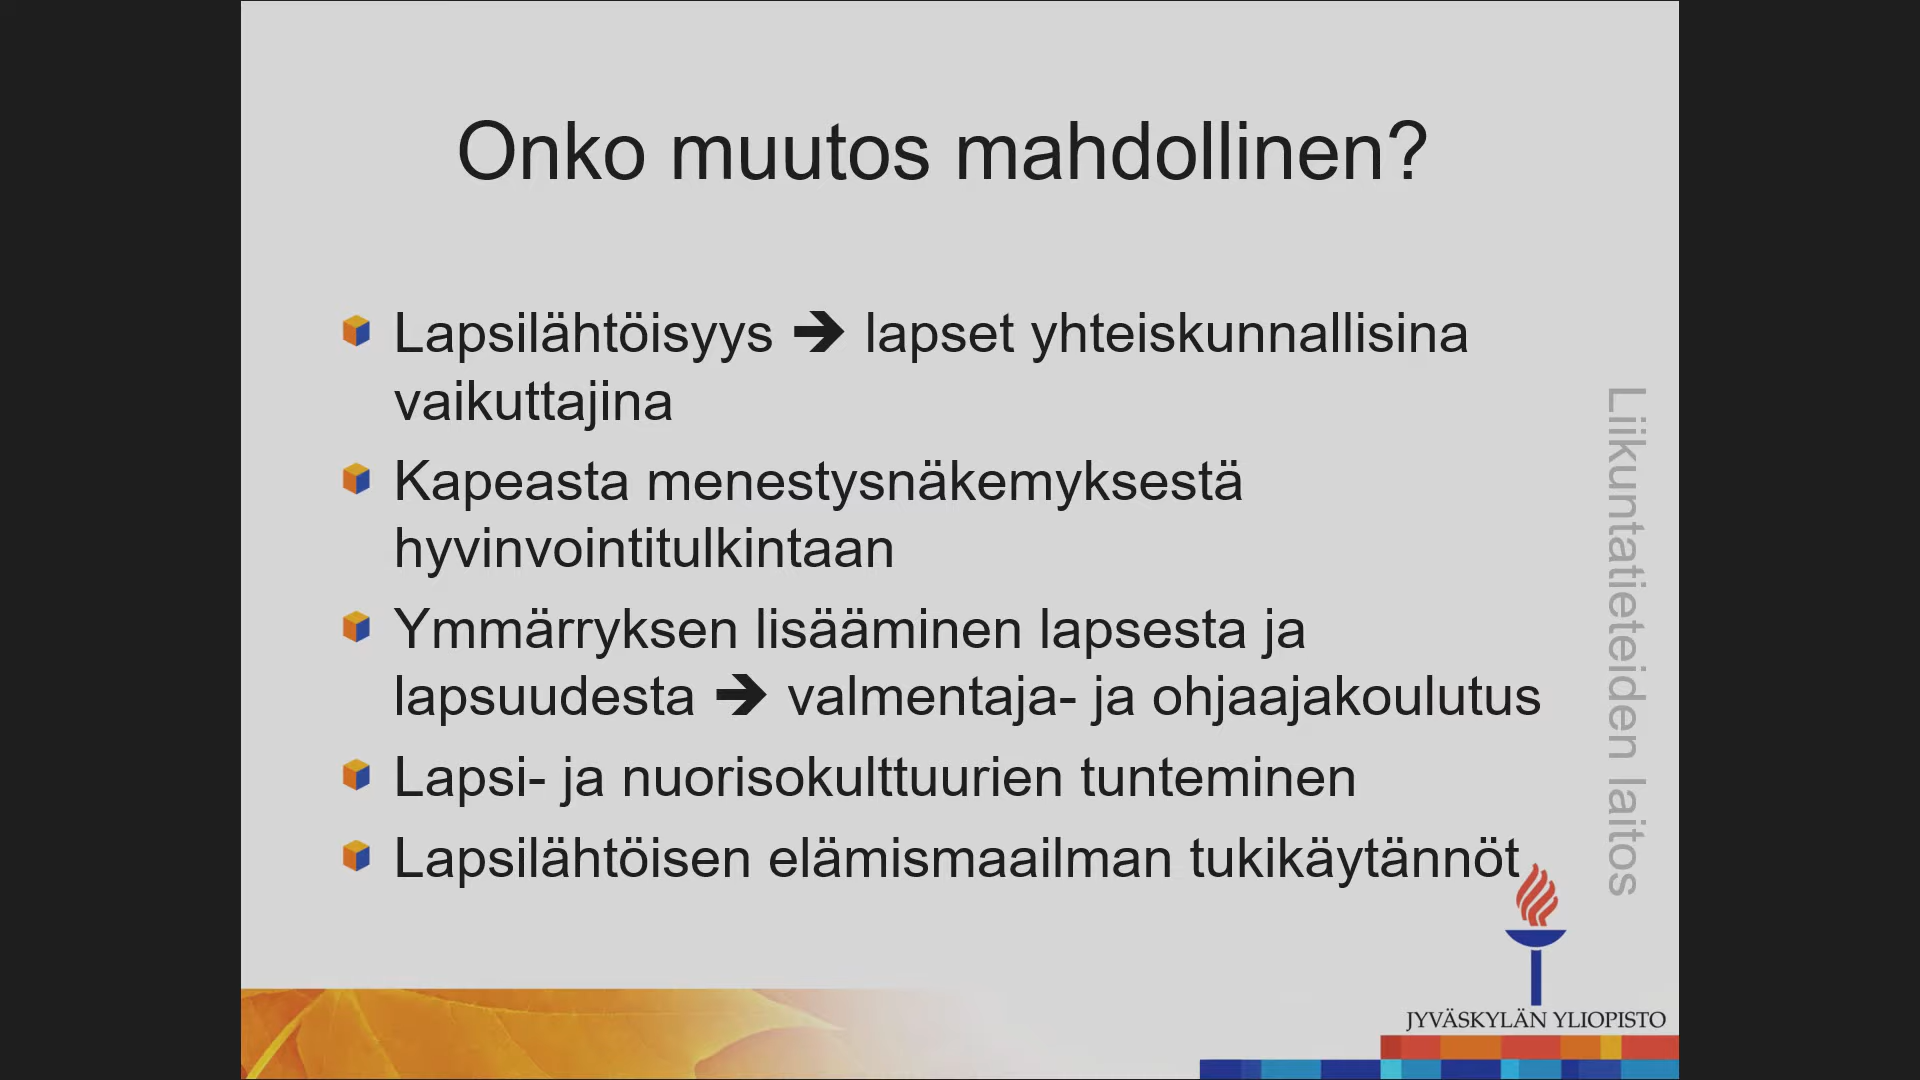 Onko muutos mahdollinen?
Lapsilähtöisyys ➔ lapset yhteiskunnallisina
vaikuttajina
Kapeasta menestysnäkemyksestä
hyvinvointitulkintaan
Ymmärryksen lisääminen lapsesta ja
lapsuudesta ➔ valmentaja- ja ohjaajakoulutus
Lapsi- ja nuorisokulttuurien tunteminen
Lapsilähtöisen elämismaailman tukikäytännöt
Liikuntatieteiden laitos
JYVÄSKYLÄN YLIOPISTO